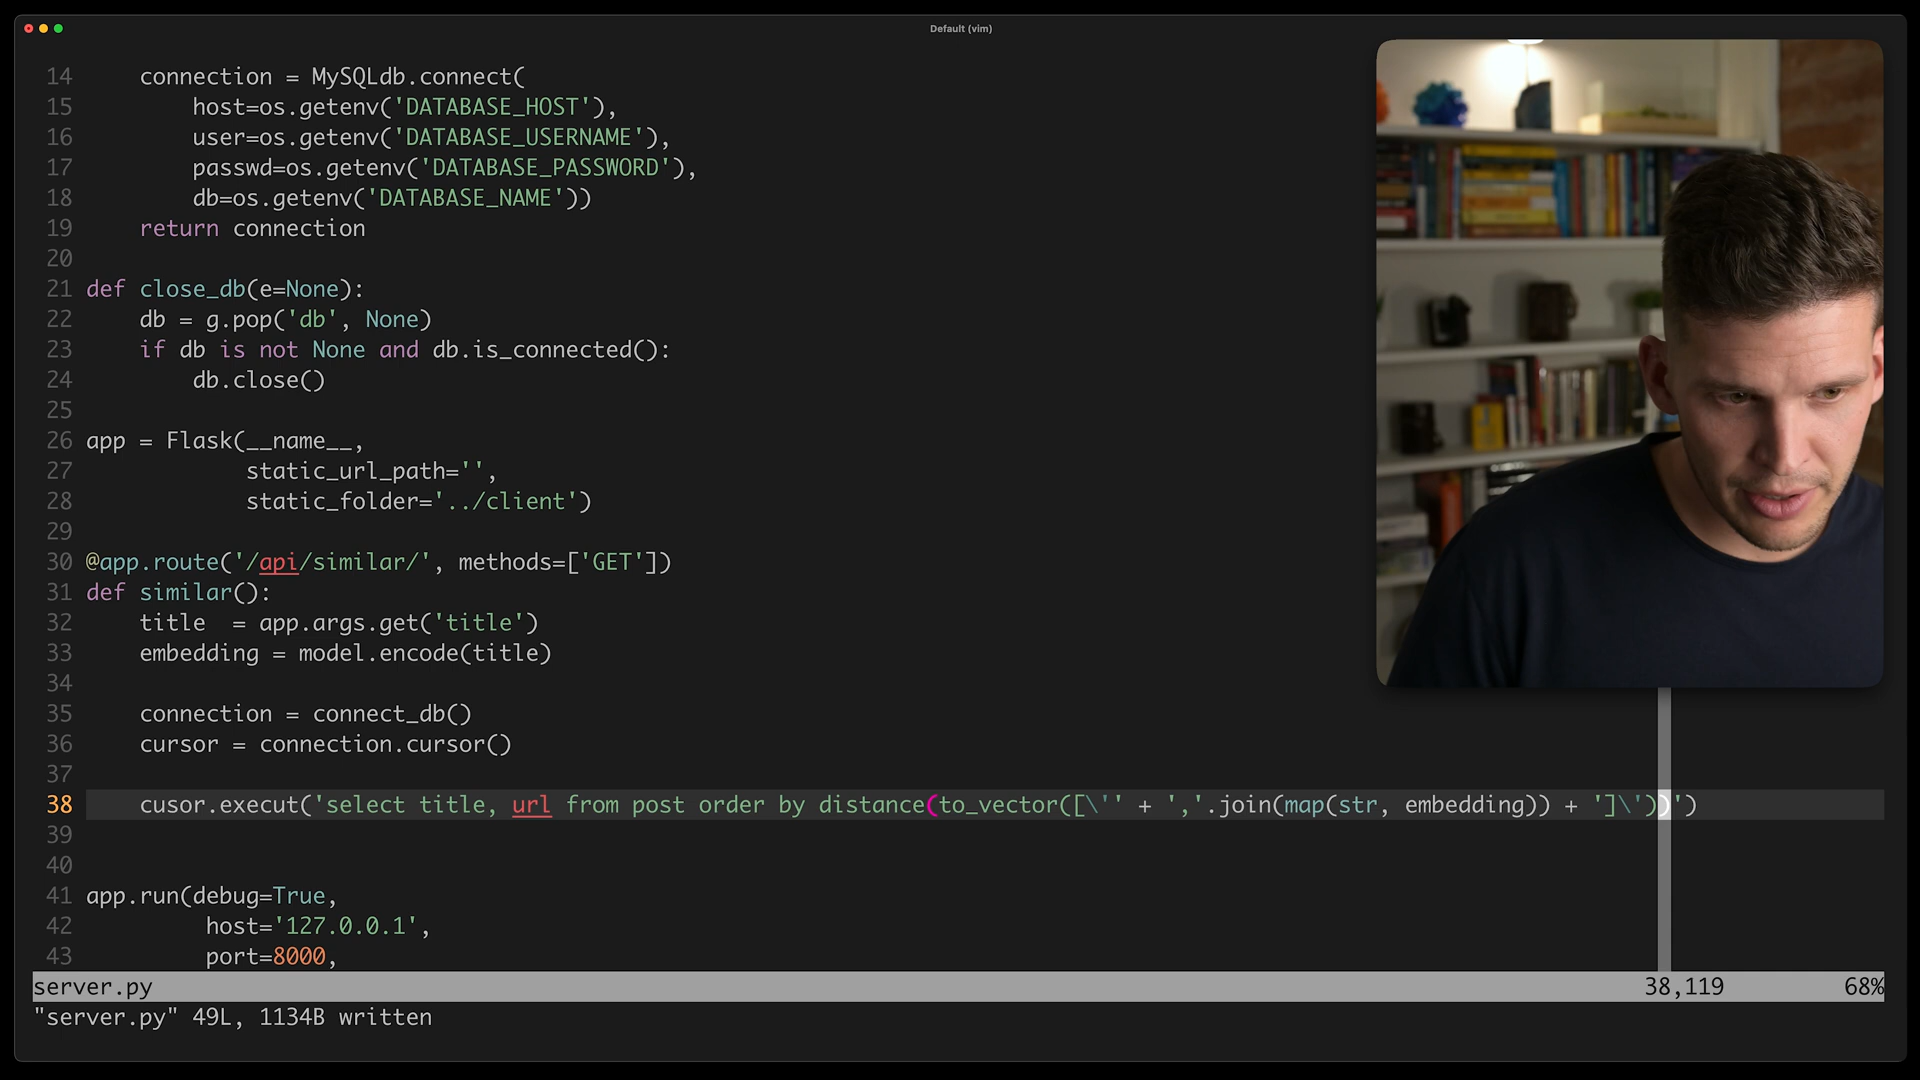 Default (vim)
14 connection = MySQLdb.connect(
15 host=os.getenv('DATABASE_HOST'),
16 user=os.getenv('DATABASE_USERNAME'),
17 passwd=os.getenv('DATABASE_PASSWORD'),
18 db=os.getenv('DATABASE_NAME'))
19 return connection
20
21 def close_db(e=None):
22 db = g.pop('db', None)
23 if db is not None and db.is_connected():
24 db.close()
25
26 app = Flask(__name__,
27 static_url_path='',
28 static_folder='../client')
29
30 @app.route('/api/similar/', methods=['GET'])
31 def similar():
32 title  = app.args.get('title')
33 embedding = model.encode(title)
34
35 connection = connect_db()
36 cursor = connection.cursor()
37
38 cusor.execut('select title, url from post order by distance(to_vector([\'' + ','.join(map(str, embedding)) + ']\'))')
39
40
41 app.run(debug=True,
42 host='127.0.0.1',
43 port=8000,
server.py 38,119 68%
"server.py" 49L, 1134B written